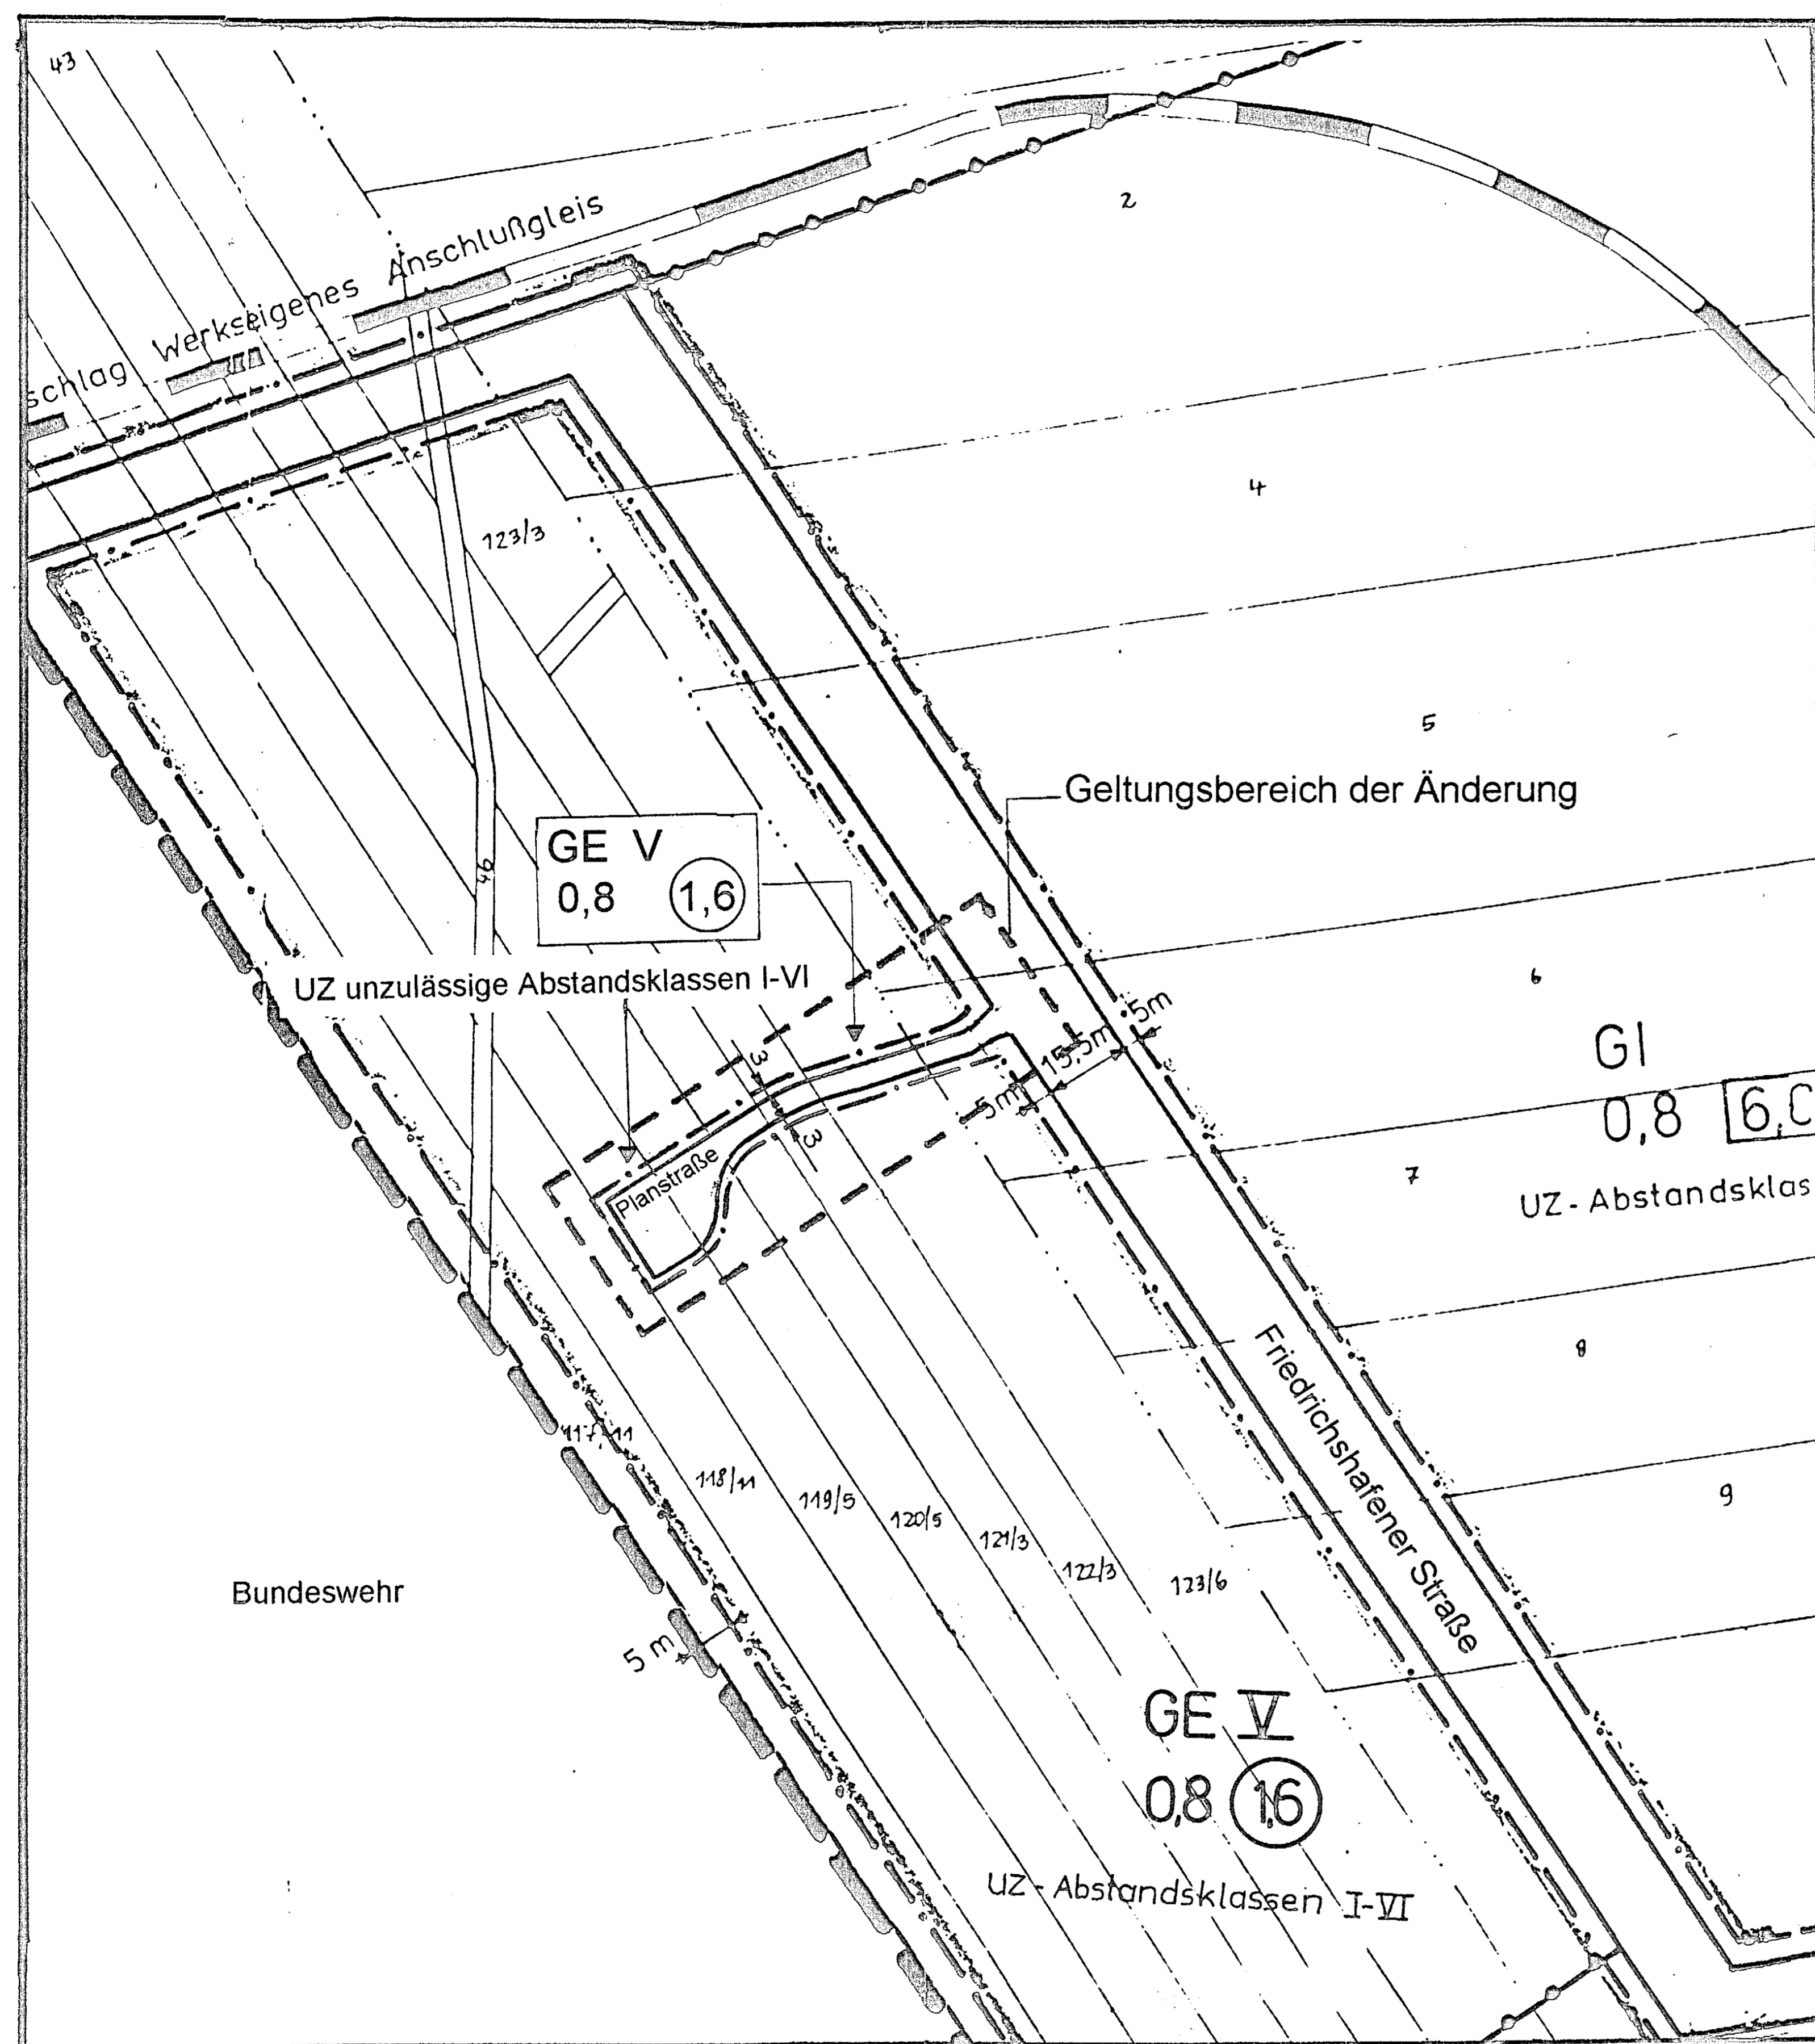 43
2
Werkseigenes Anschlußgleis
schlag
4
123/3
5
Geltungsbereich der Änderung
GE V
0,8 1,6
46
UZ unzulässige Abstandsklassen I-VI
6
5m
15,5m
5m
3
3
GI
0,8
UZ - Abstandsklas
7
Planstraße
8
Friedrichshafener Straße
9
117/11
118/11
119/5
120/5
121/3
122/3
123/6
Bundeswehr
5 m
GE V
0,8 1,6
UZ - Abstandsklassen I-VI